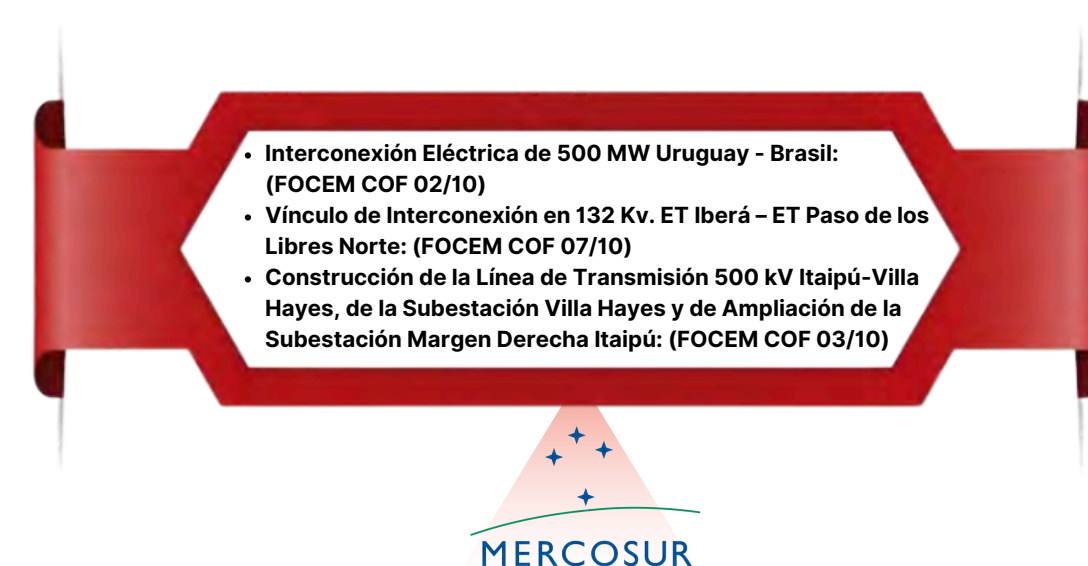 • Interconexión Eléctrica de 500 MW Uruguay - Brasil:
(FOCEM COF 02/10)
• Vínculo de Interconexión en 132 Kv. ET Iberá – ET Paso de los
Libres Norte: (FOCEM COF 07/10)
• Construcción de la Línea de Transmisión 500 kV Itaipú-Villa
Hayes, de la Subestación Villa Hayes y de Ampliación de la
Subestación Margen Derecha Itaipú: (FOCEM COF 03/10)
MERCOSUR